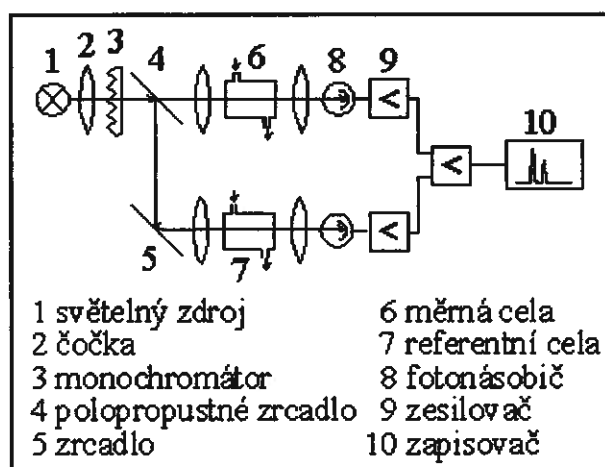 1 2 3 4 6 8 9
10
5 7
1 světelný zdroj
2 čočka
3 monochromátor
4 polopropustné zrcadlo
5 zrcadlo
6 měrná cela
7 referentní cela
8 fotonásobič
9 zesilovač
10 zapisovač